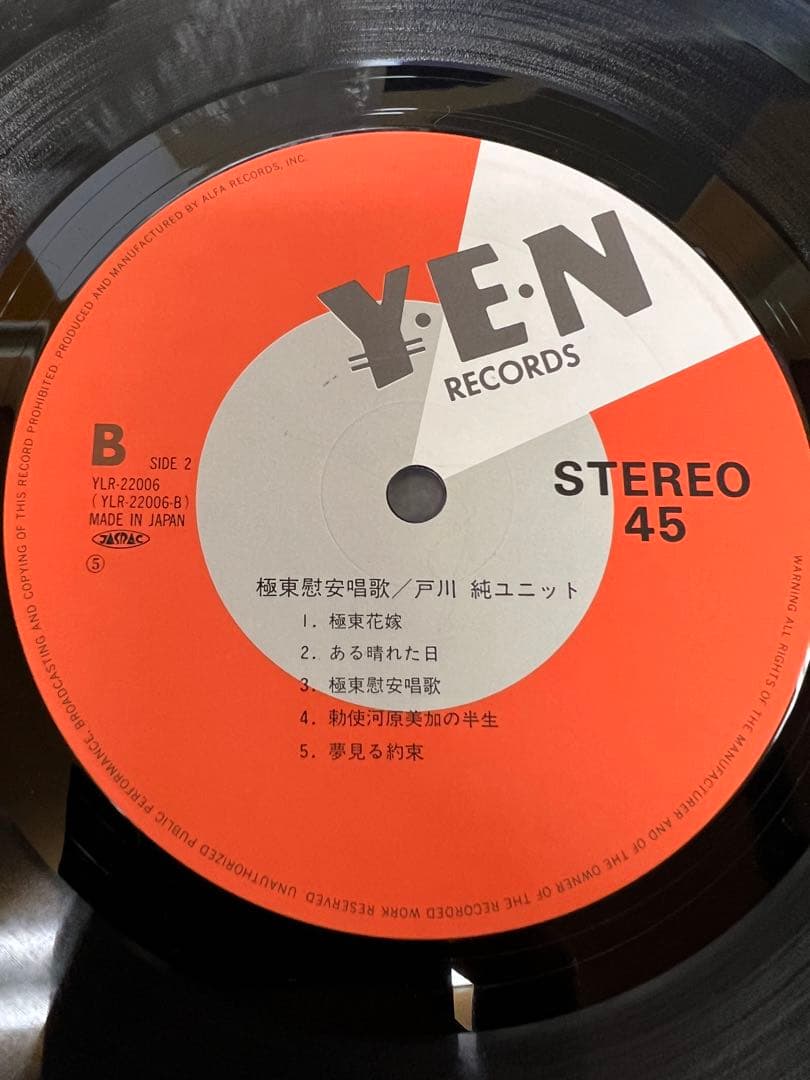 Y·E·N
RECORDS
B SIDE 2
YLR-22006
(YLR-22006-B)
MADE IN JAPAN
JASRAC
⑤
STEREO
45
極東慰安唱歌/戸川 純ユニット
1. 極東花嫁
2. ある晴れた日
3. 極東慰安唱歌
4. 勅使河原美加の半生
5. 夢見る約束
WARNING ALL RIGHTS OF THE MANUFACTURER AND OF THE OWNER OF THE RECORDED WORK RESERVED. UNAUTHORIZED PUBLIC PERFORMANCE, BROADCASTING AND COPYING OF THIS RECORD PROHIBITED. PRODUCED AND MANUFACTURED BY ALFA RECORDS, INC.